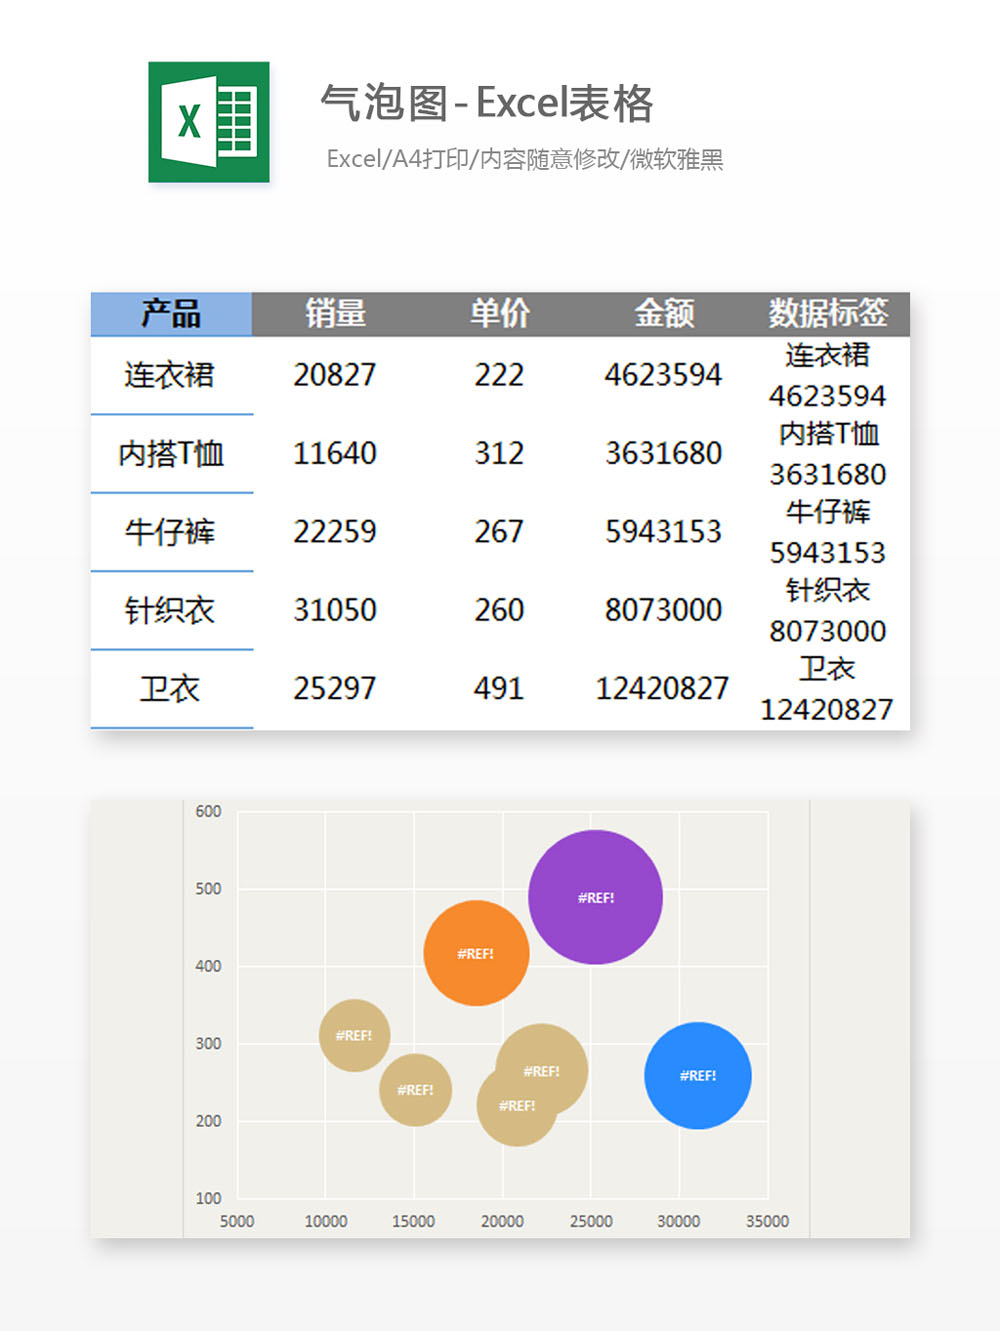 X
气泡图-Excel表格
Excel/A4打印/内容随意修改/微软雅黑
产品 销量 单价 金额 数据标签
连衣裙 20827 222 4623594 连衣裙
4623594
内搭T恤 11640 312 3631680 内搭T恤
3631680
牛仔裤 22259 267 5943153 牛仔裤
5943153
针织衣 31050 260 8073000 针织衣
8073000
卫衣 25297 491 12420827 卫衣
12420827
600
500
#REF!
400
#REF!
300
#REF!
#REF!
#REF!
#REF!
#REF!
200
100
5000 10000 15000 20000 25000 30000 35000